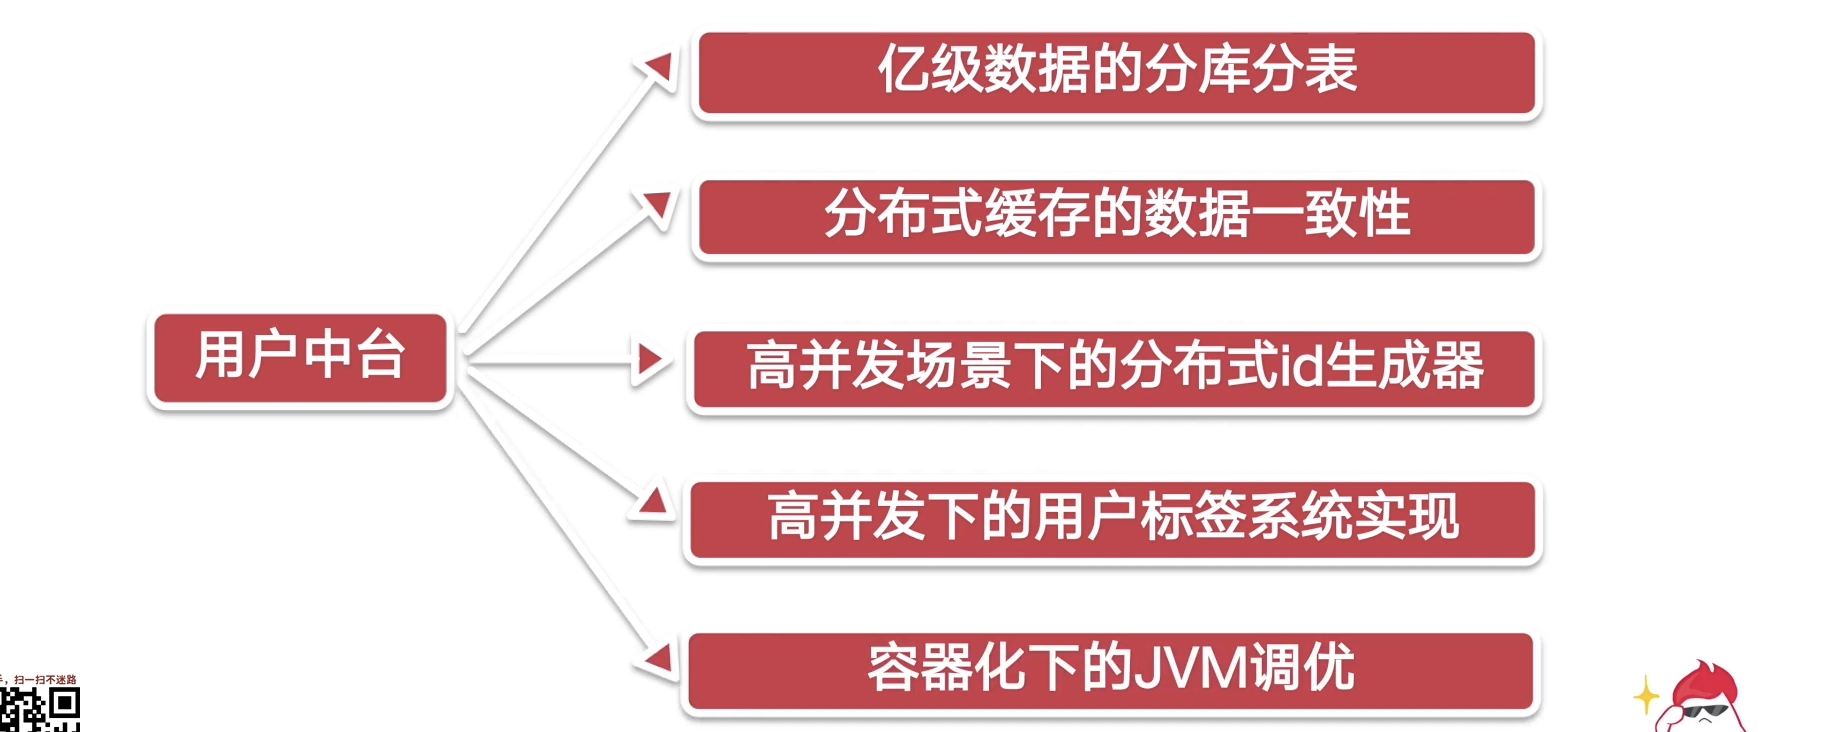 亿级数据的分库分表
分布式缓存的数据一致性
用户中台
高并发场景下的分布式id生成器
高并发下的用户标签系统实现
容器化下的JVM调优
，扫一扫不迷路